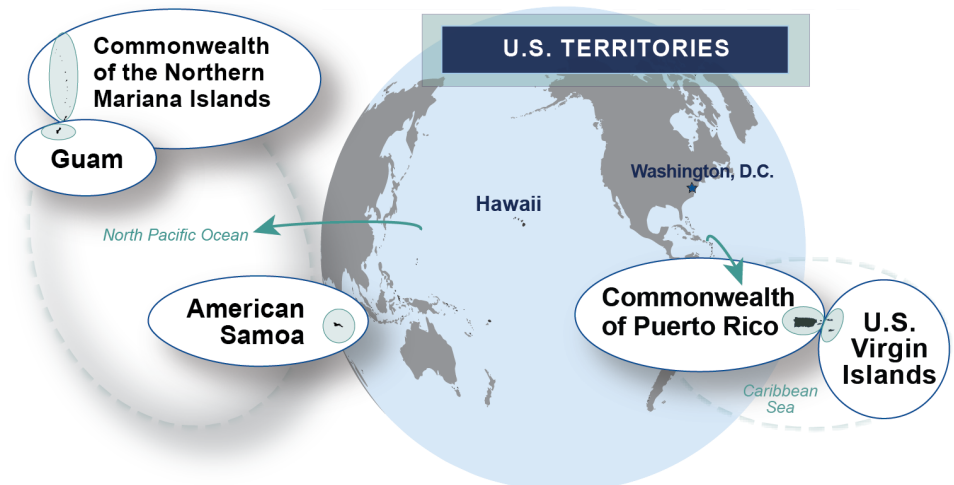 U.S. TERRITORIES
Commonwealth
of the Northern
Mariana Islands
Guam
Washington, D.C.
Hawaii
North Pacific Ocean
American
Samoa
Commonwealth
of Puerto Rico
U.S.
Virgin
Islands
Caribbean
Sea